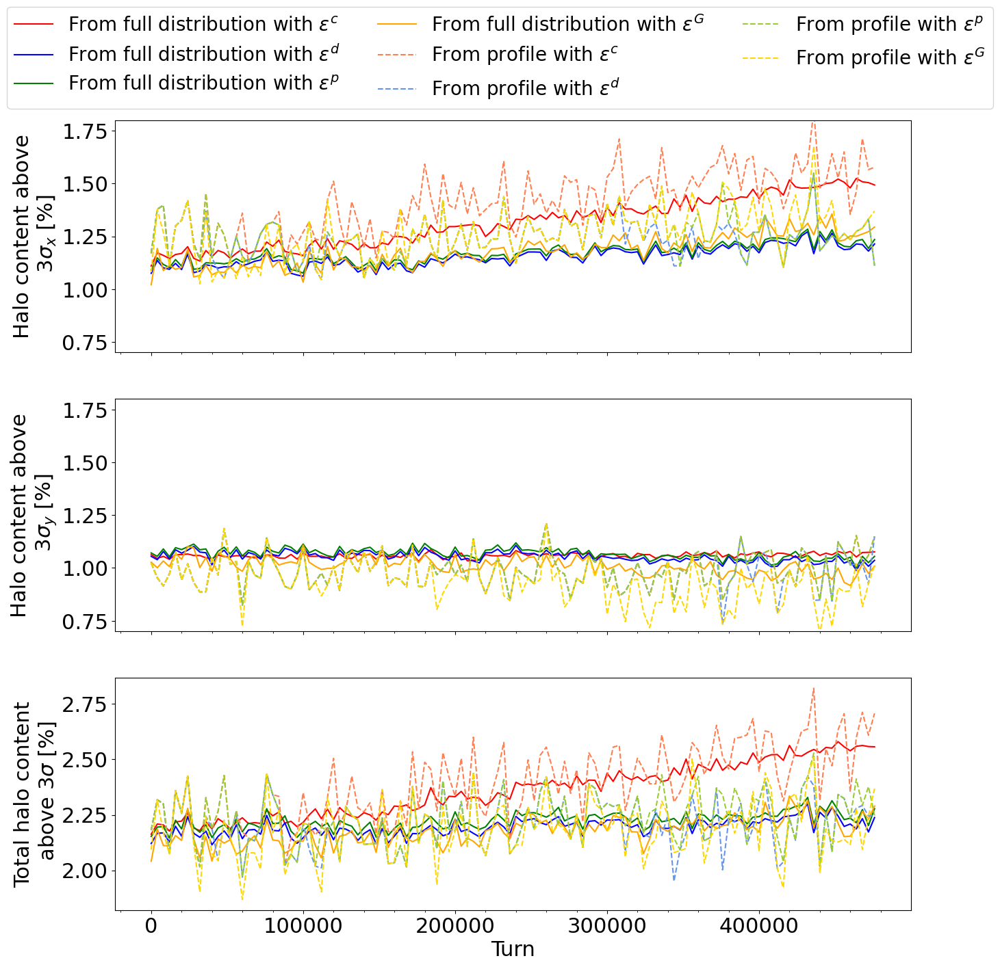 From full distribution with ε^c
From full distribution with ε^d
From full distribution with ε^p
From full distribution with ε^G
From profile with ε^c
From profile with ε^d
From profile with ε^p
From profile with ε^G
Halo content above
3σ_x [%]
1.75
1.50
1.25
1.00
0.75
Halo content above
3σ_y [%]
1.75
1.50
1.25
1.00
0.75
Total halo content
above 3σ [%]
2.75
2.50
2.25
2.00
0 100000 200000 300000 400000
Turn